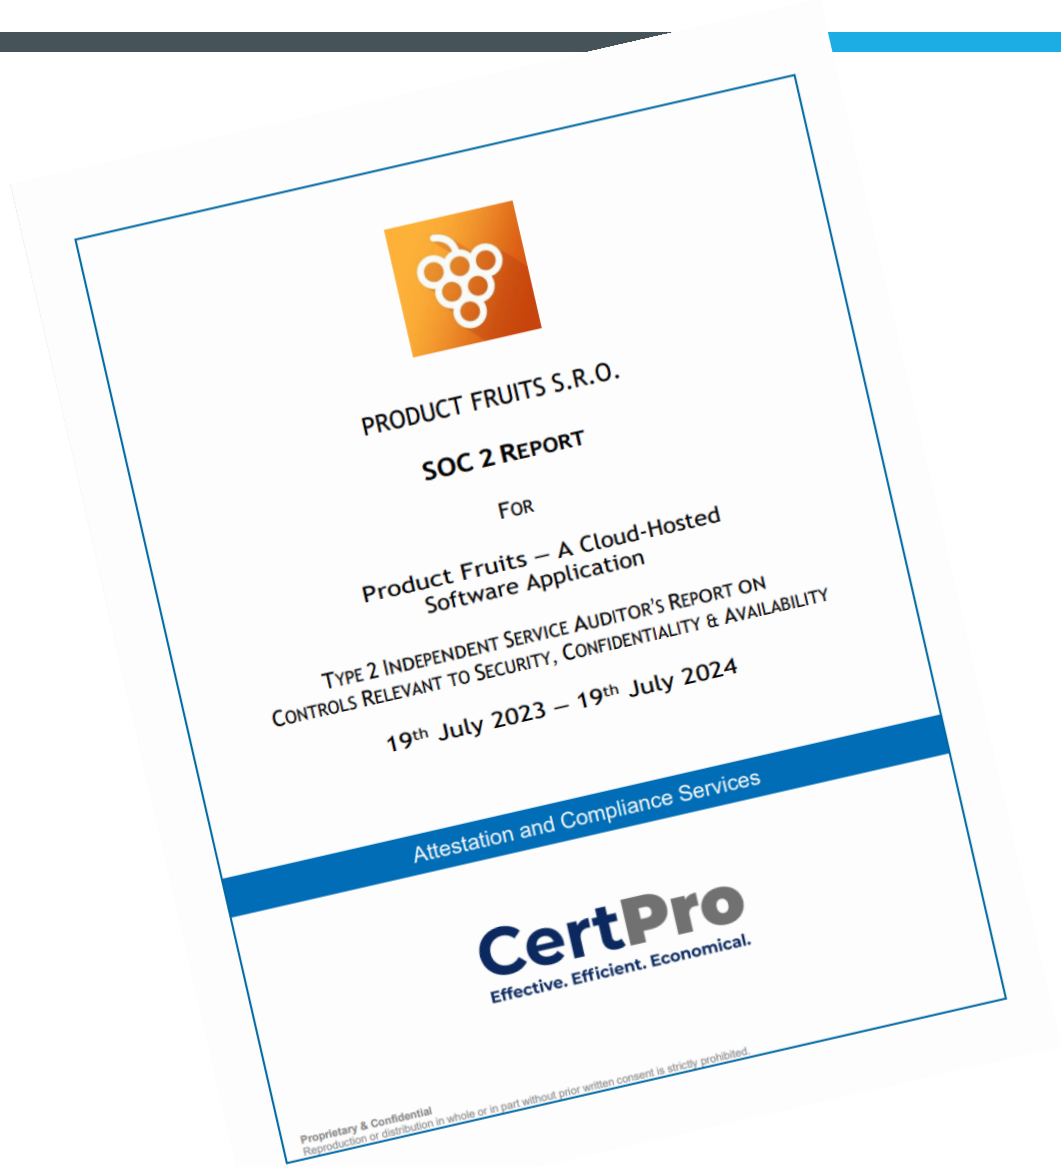 PRODUCT FRUITS S.R.O.
SOC 2 REPORT
FOR
Product Fruits – A Cloud-Hosted
Software Application
TYPE 2 INDEPENDENT SERVICE AUDITOR'S REPORT ON
CONTROLS RELEVANT TO SECURITY, CONFIDENTIALITY & AVAILABILITY
19th July 2023 – 19th July 2024
Attestation and Compliance Services
CertPro
Effective. Efficient. Economical.
Proprietary & Confidential
Reproduction or distribution in whole or in part without prior written consent is strictly prohibited.